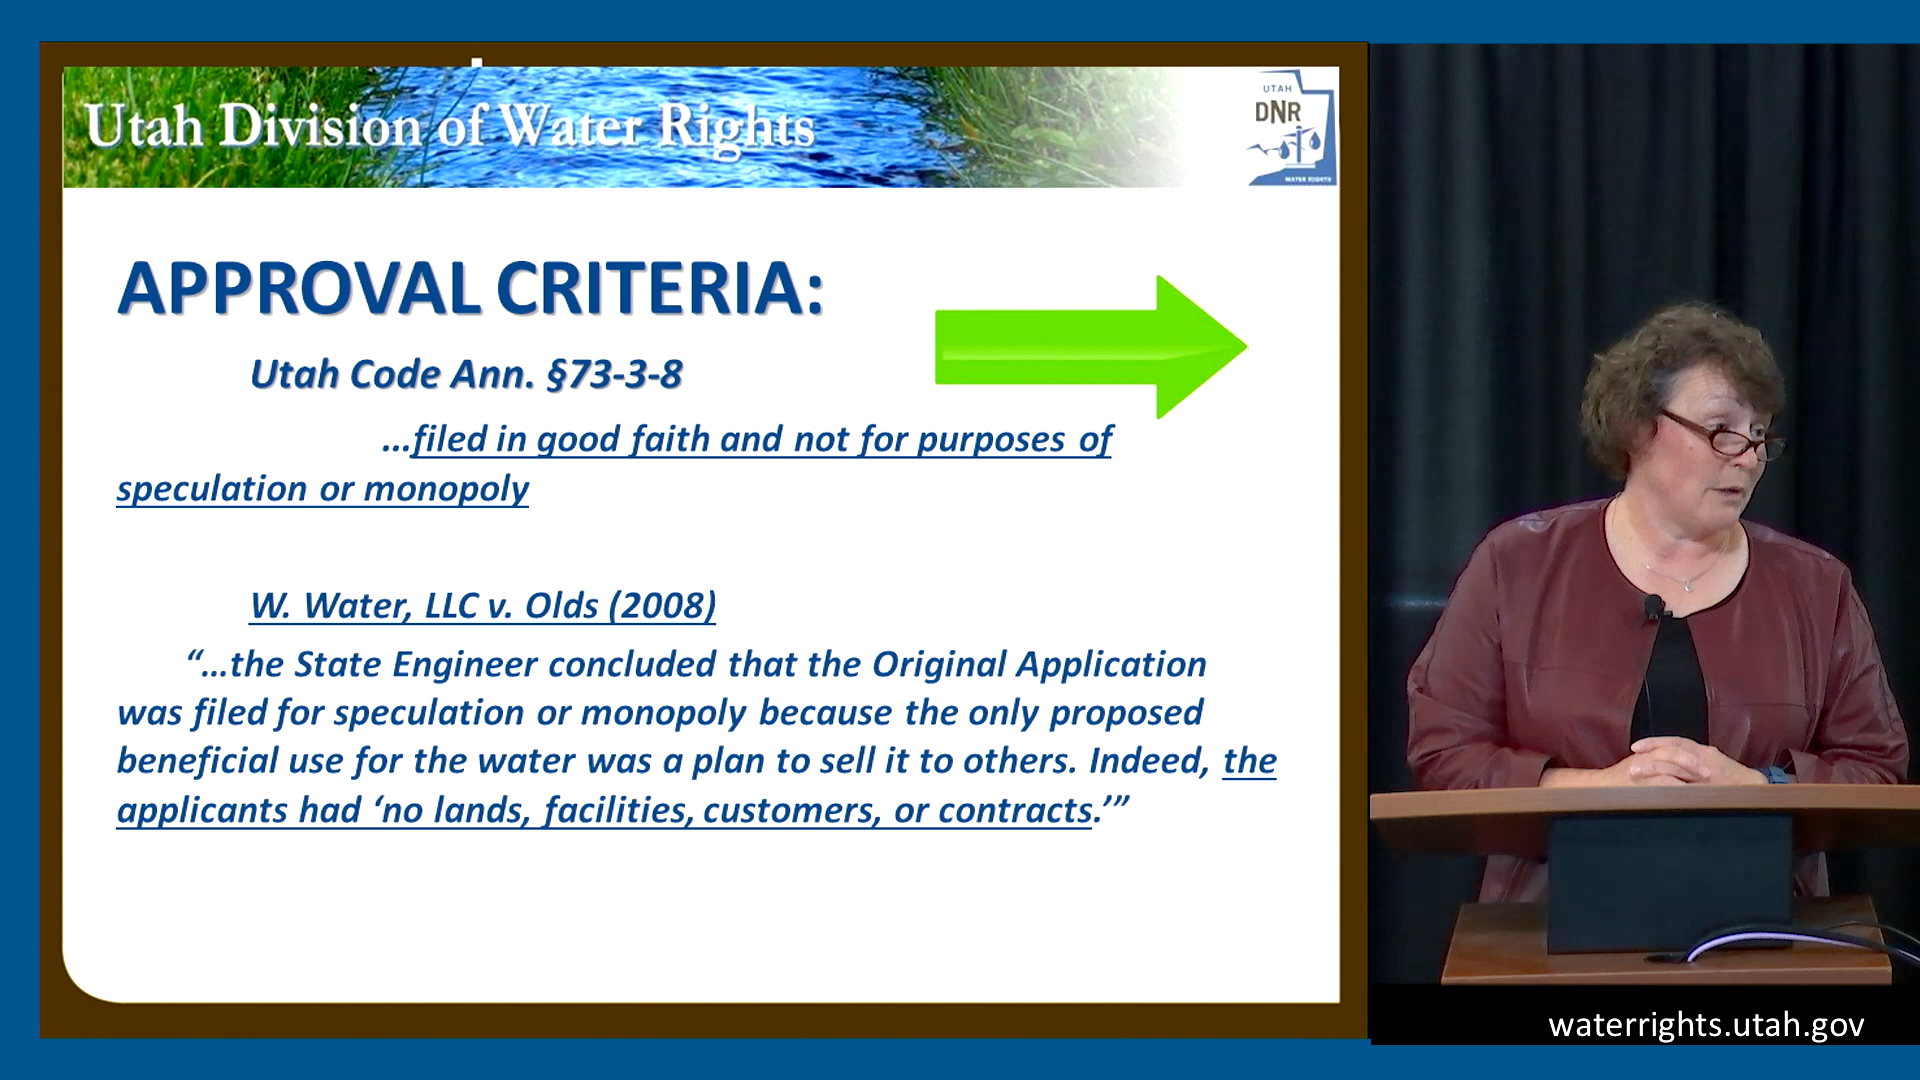 Utah Division of Water Rights
UTAH
DNR
WATER RIGHTS
APPROVAL CRITERIA:
Utah Code Ann. §73-3-8
...filed in good faith and not for purposes of
speculation or monopoly
W. Water, LLC v. Olds (2008)
“...the State Engineer concluded that the Original Application
was filed for speculation or monopoly because the only proposed
beneficial use for the water was a plan to sell it to others. Indeed, the
applicants had ‘no lands, facilities, customers, or contracts.’”
waterrights.utah.gov